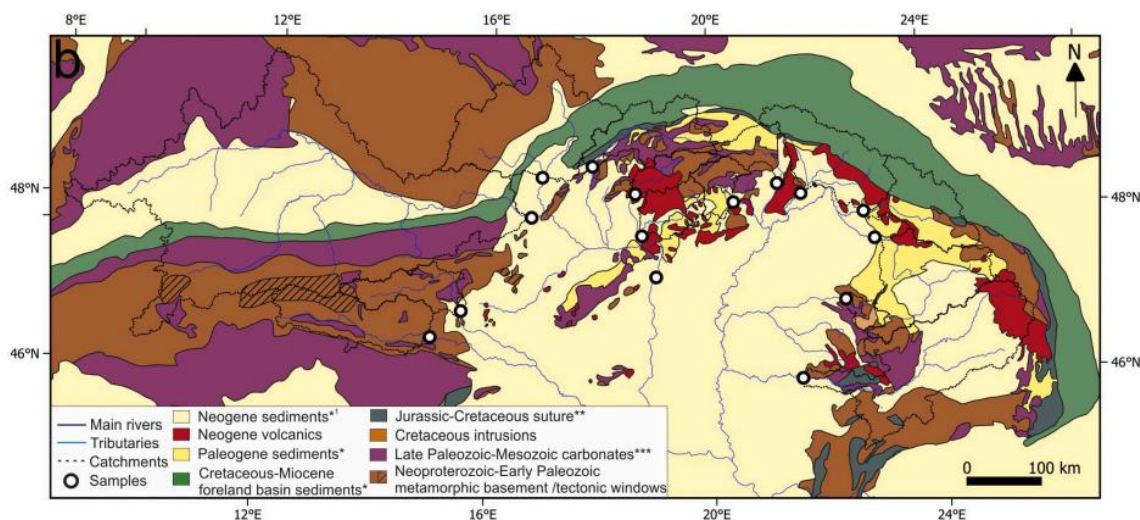 8°E 12°E 16°E 20°E 24°E
b
N
48°N 48°N
46°N 46°N
Main rivers
Tributaries
Catchments
Samples
Neogene sediments*¹
Neogene volcanics
Paleogene sediments*
Cretaceous-Miocene
foreland basin sediments*
Jurassic-Cretaceous suture**
Cretaceous intrusions
Late Paleozoic-Mesozoic carbonates***
Neoproterozoic-Early Paleozoic
metamorphic basement /tectonic windows
0 100 km
12°E 16°E 20°E 24°E